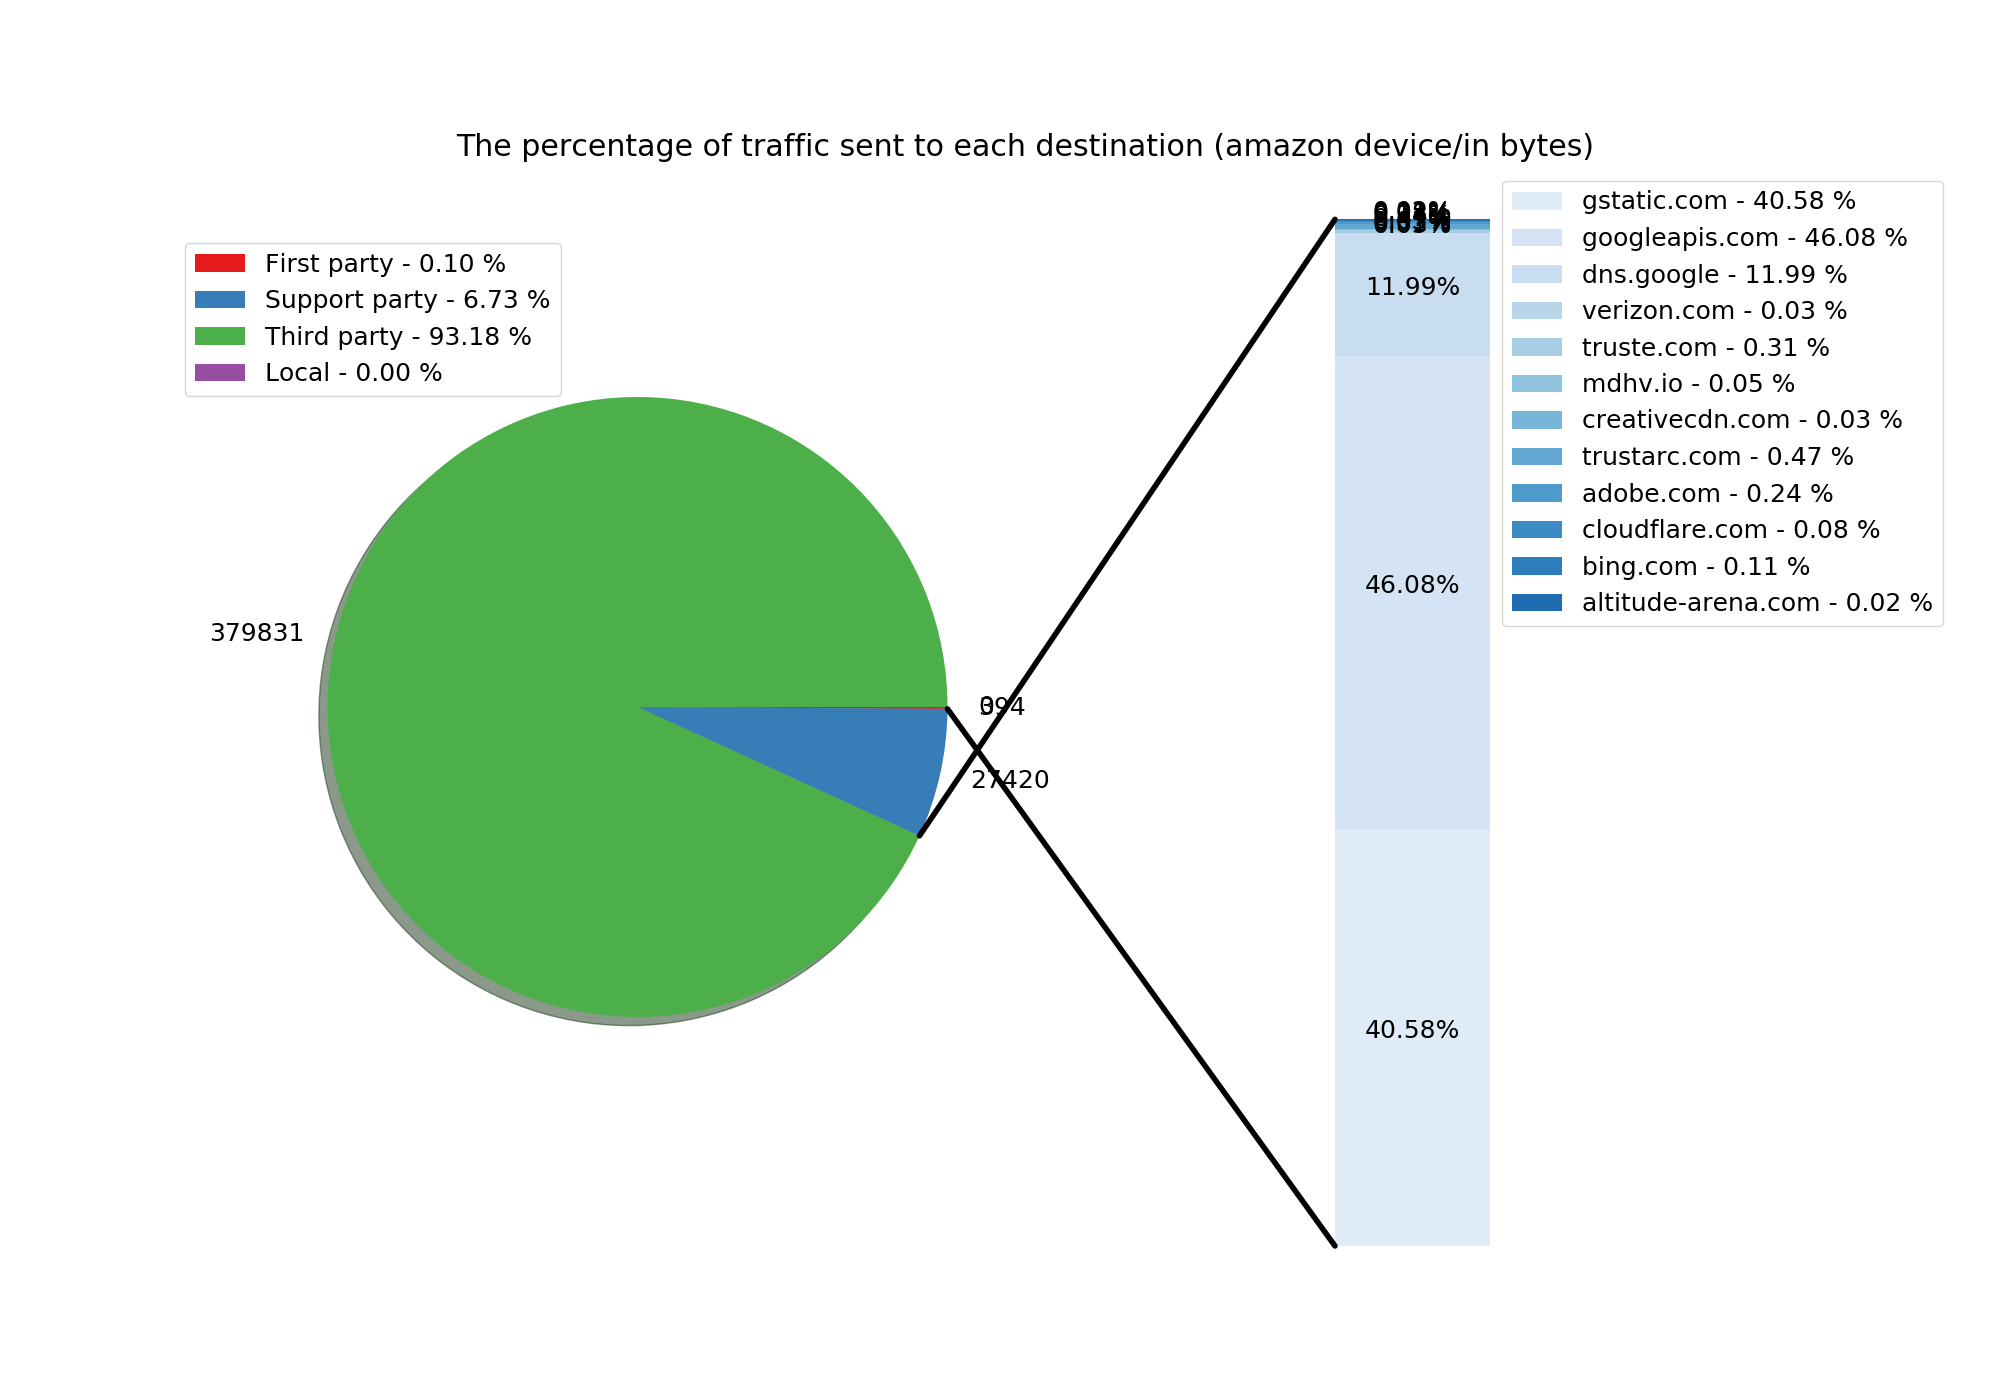 The percentage of traffic sent to each destination (amazon device/in bytes)
First party - 0.10 %
Support party - 6.73 %
Third party - 93.18 %
Local - 0.00 %
379831
0
394
27420
11.99%
46.08%
40.58%
gstatic.com - 40.58 %
googleapis.com - 46.08 %
dns.google - 11.99 %
verizon.com - 0.03 %
truste.com - 0.31 %
mdhv.io - 0.05 %
creativecdn.com - 0.03 %
trustarc.com - 0.47 %
adobe.com - 0.24 %
cloudflare.com - 0.08 %
bing.com - 0.11 %
altitude-arena.com - 0.02 %